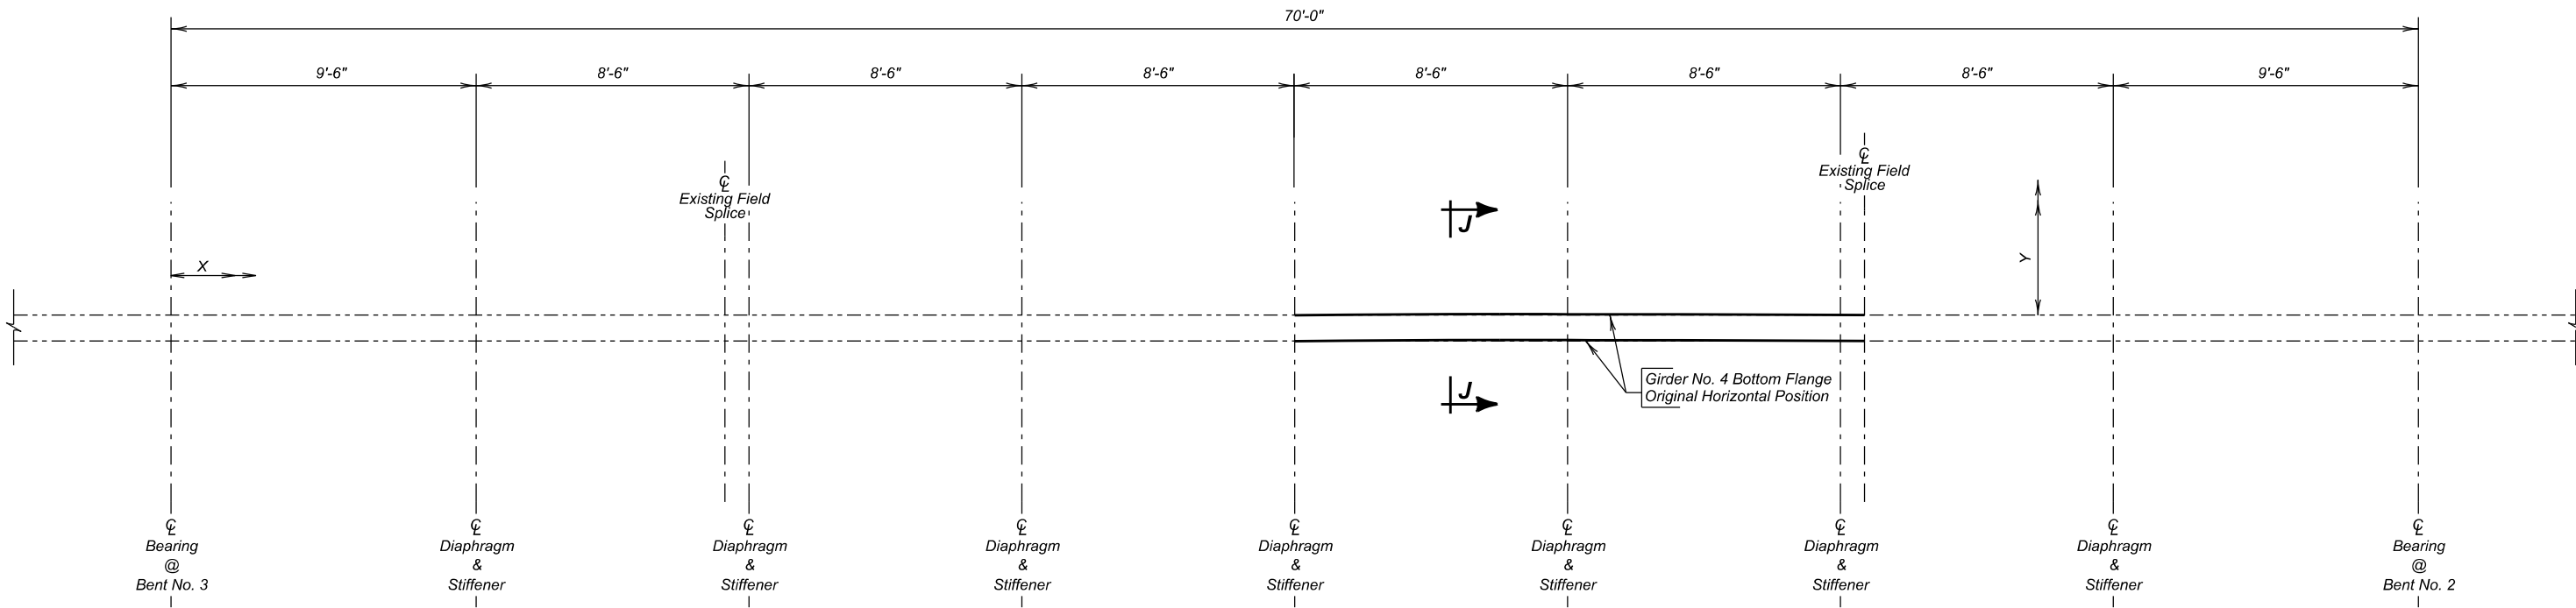 70'-0"
9'-6"
8'-6"
8'-6"
8'-6"
8'-6"
8'-6"
8'-6"
9'-6"
℄
Existing Field
Splice
℄
Existing Field
Splice
J
X
Y
J
Girder No. 4 Bottom Flange
Original Horizontal Position
℄
Bearing
@
Bent No. 3
℄
Diaphragm
&
Stiffener
℄
Diaphragm
&
Stiffener
℄
Diaphragm
&
Stiffener
℄
Diaphragm
&
Stiffener
℄
Diaphragm
&
Stiffener
℄
Diaphragm
&
Stiffener
℄
Diaphragm
&
Stiffener
℄
Bearing
@
Bent No. 2